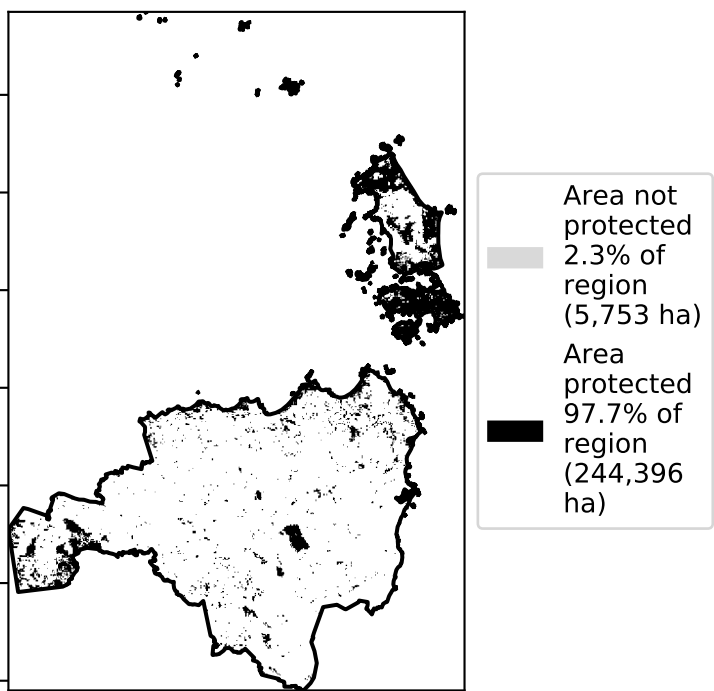 Area not
protected
2.3% of
region
(5,753 ha)
Area
protected
97.7% of
region
(244,396
ha)